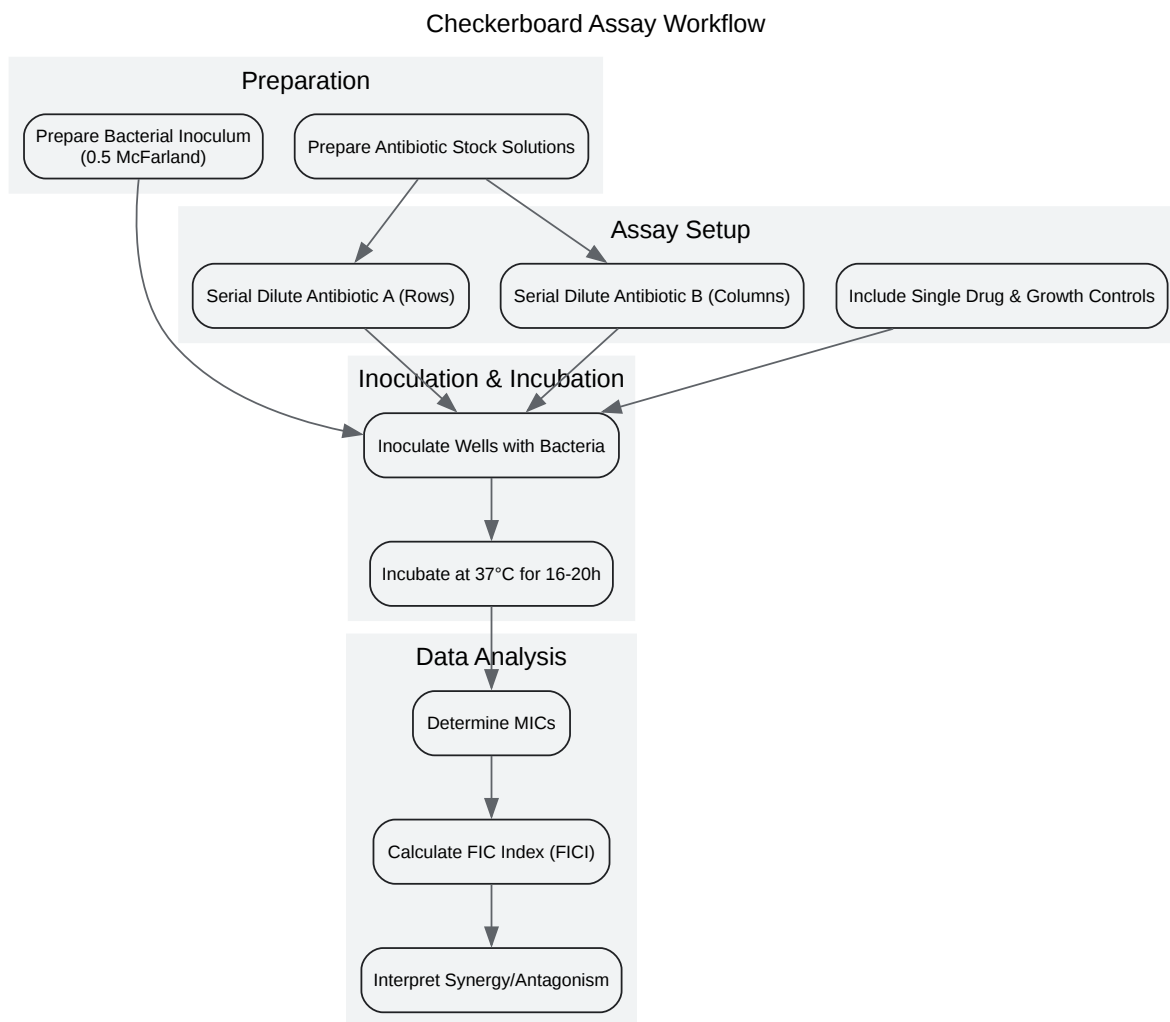 Checkerboard Assay Workflow
Preparation
Prepare Bacterial Inoculum
(0.5 McFarland)
Prepare Antibiotic Stock Solutions
Assay Setup
Serial Dilute Antibiotic A (Rows)
Serial Dilute Antibiotic B (Columns)
Include Single Drug & Growth Controls
Inoculation & Incubation
Inoculate Wells with Bacteria
Incubate at 37°C for 16-20h
Data Analysis
Determine MICs
Calculate FIC Index (FICI)
Interpret Synergy/Antagonism